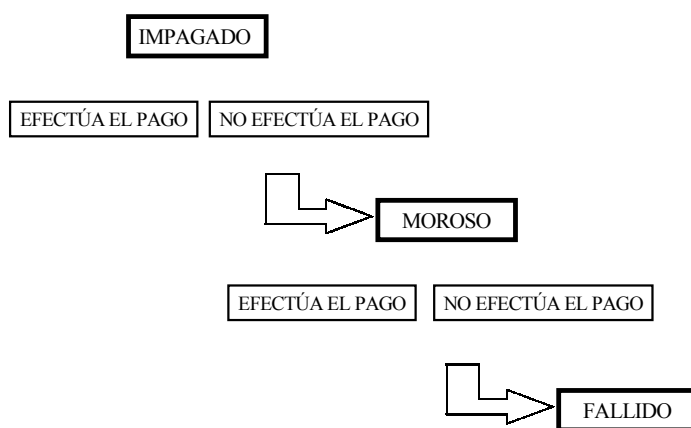 IMPAGADO
EFECTÚA EL PAGO
NO EFECTÚA EL PAGO
MOROSO
EFECTÚA EL PAGO
NO EFECTÚA EL PAGO
FALLIDO